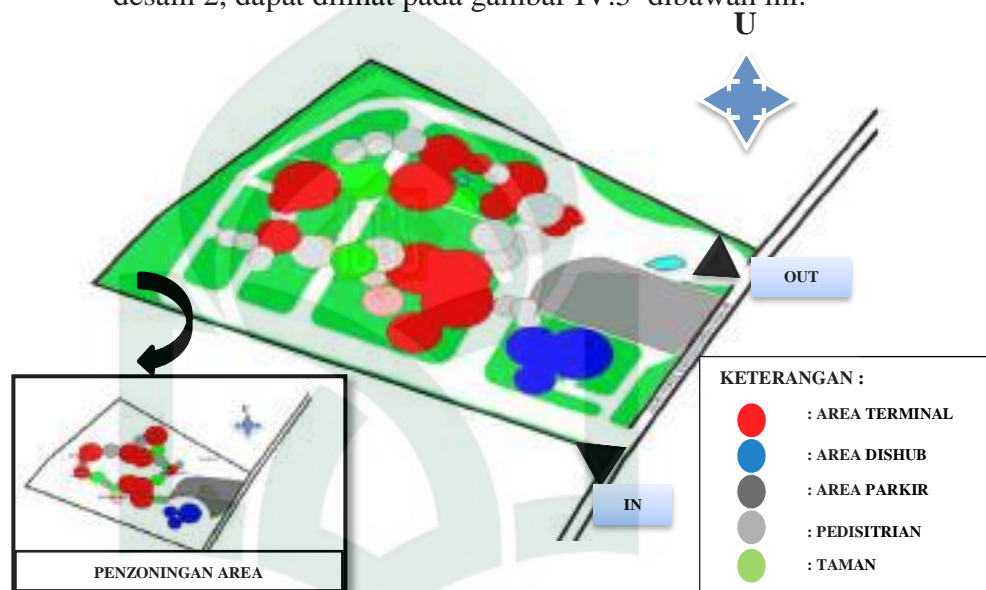 desain 2, dapat dilihat pada gambar IV.3 dibawah ini:
U
OUT
KETERANGAN :
: AREA TERMINAL
: AREA DISHUB
: AREA PARKIR
: PEDISITRIAN
: TAMAN
IN
PENZONINGAN AREA